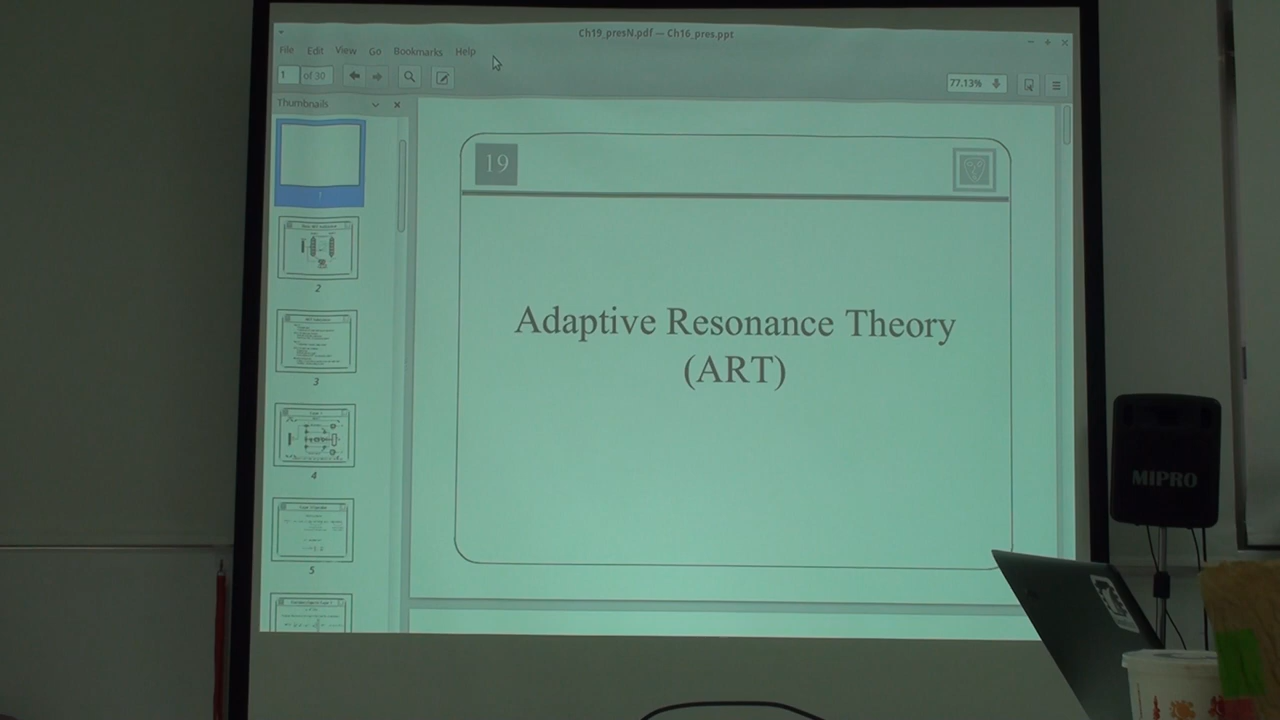 Ch19_presN.pdf — Ch16_pres.ppt
File Edit View Go Bookmarks Help
1 of 30
77.13%
Thumbnails
19
Adaptive Resonance Theory
(ART)
1
2
3
4
5
MIPRO